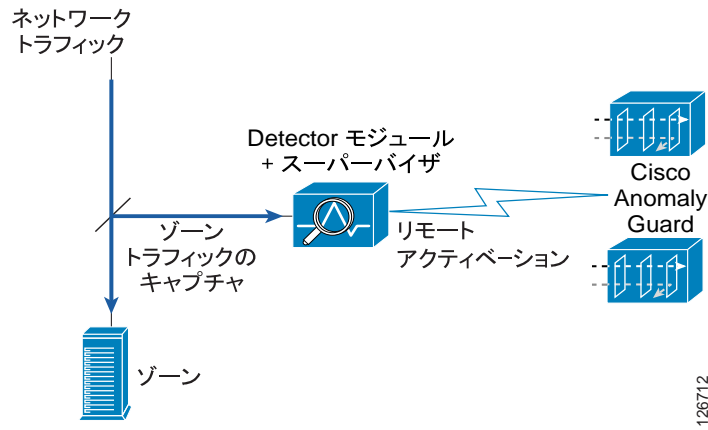 ネットワーク
トラフィック
Detector モジュール
+ スーパーバイザ
Cisco
Anomaly
Guard
ゾーン
トラフィックの
キャプチャ
リモート
アクティベーション
ゾーン
126712